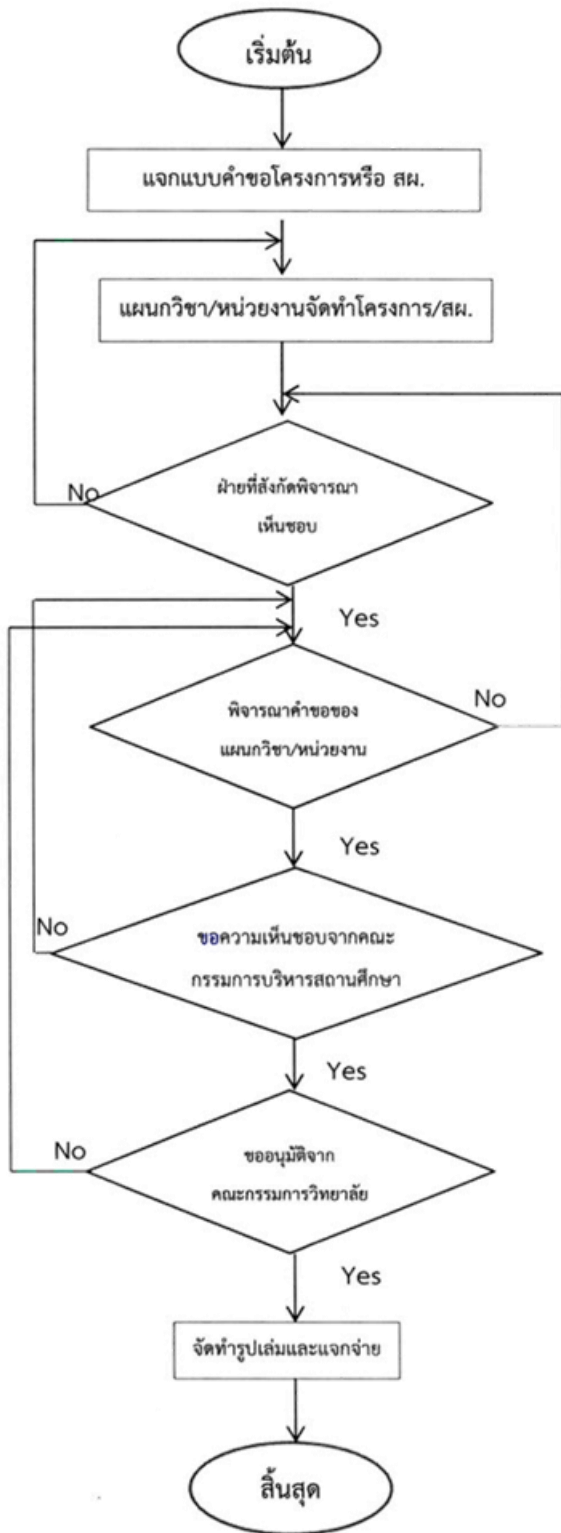 เริ่มต้น
แจกแบบคำขอโครงการหรือ สผ.
แผนกวิชา/หน่วยงานจัดทำโครงการ/สผ.
No
ฝ่ายที่สังกัดพิจารณา
เห็นชอบ
Yes
พิจารณาคำขอของ
แผนกวิชา/หน่วยงาน
No
Yes
No
ขอความเห็นชอบจากคณะ
กรรมการบริหารสถานศึกษา
Yes
No
ขออนุมัติจาก
คณะกรรมการวิทยาลัย
Yes
จัดทำรูปเล่มและแจกจ่าย
สิ้นสุด